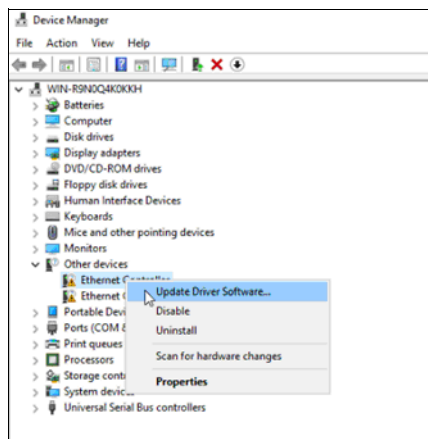 Device Manager
File Action View Help
WIN-R9N0Q4K0KKH
Batteries
Computer
Disk drives
Display adapters
DVD/CD-ROM drives
Floppy disk drives
Human Interface Devices
Keyboards
Mice and other pointing devices
Monitors
Other devices
Ethernet Controller
Ethernet
Update Driver Software...
Portable Devi
Disable
Ports (COM &
Uninstall
Print queues
Processors
Scan for hardware changes
Storage cont
System device
Properties
Universal Serial Bus controllers